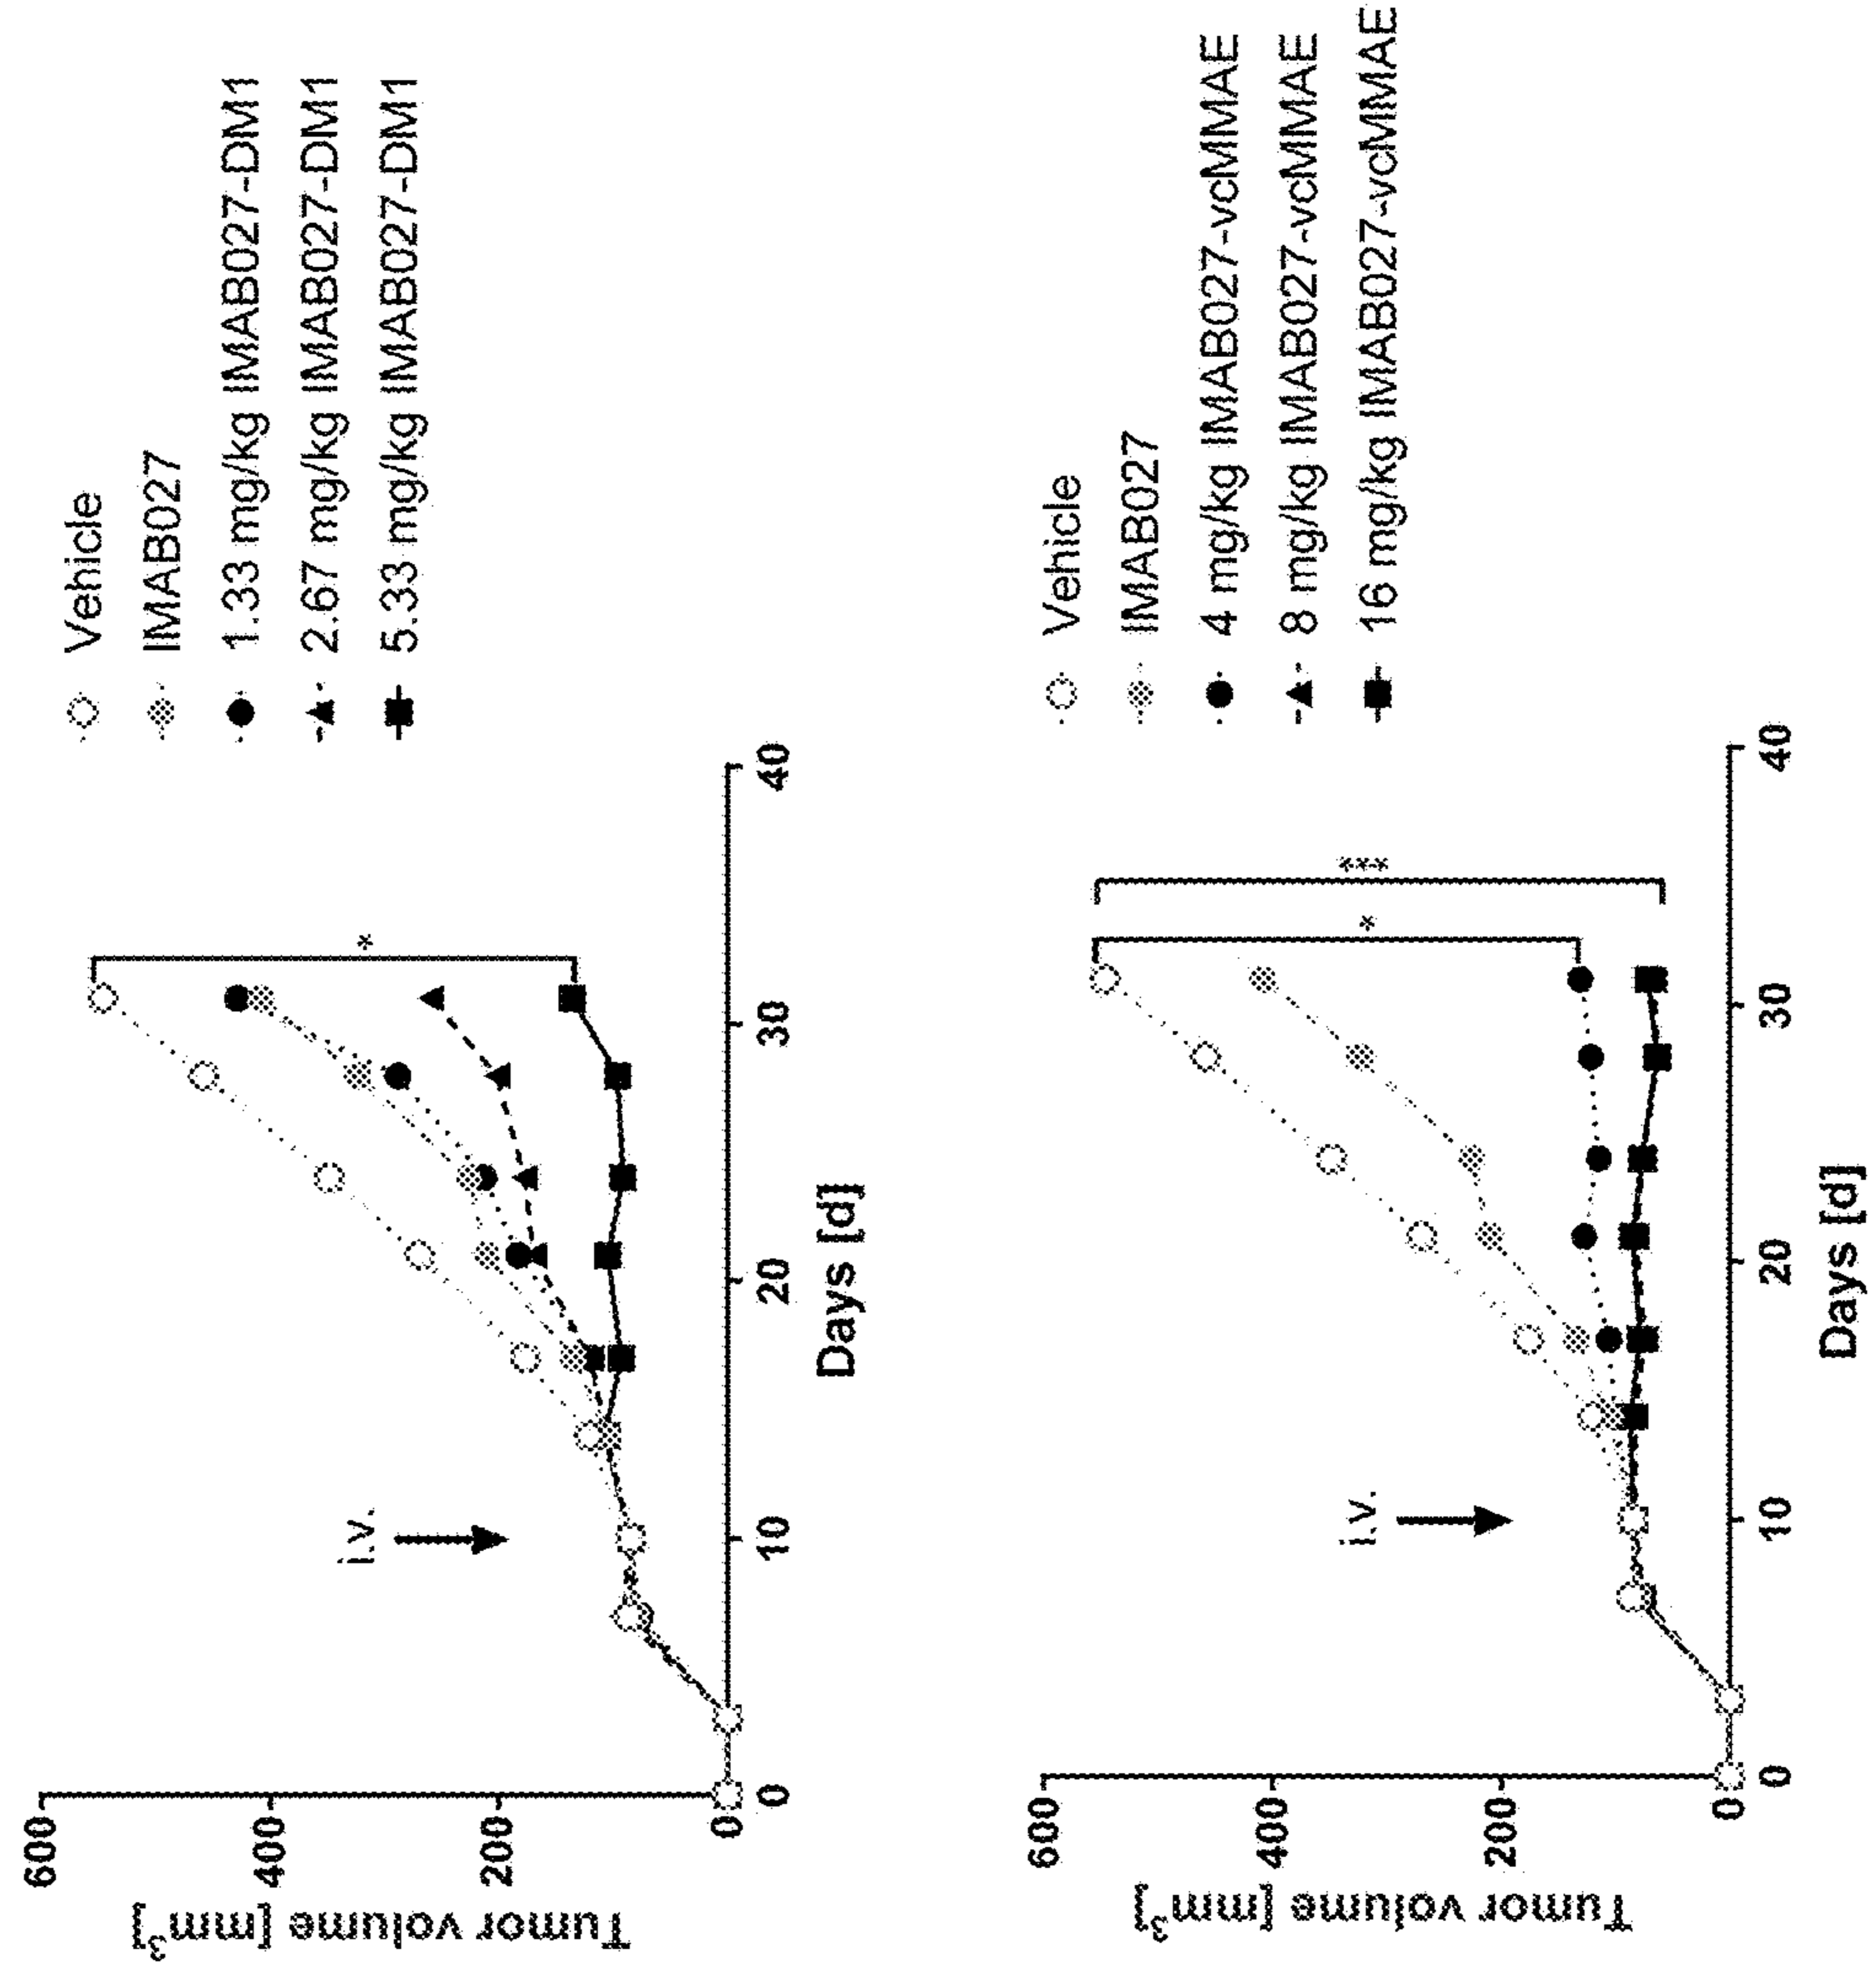 Tumor volume [mm³]
600
400
200
0
0
10
20
30
40
Days [d]
i.v.
*
Vehicle
IMAB027
1.33 mg/kg IMAB027-DM1
2.67 mg/kg IMAB027-DM1
5.33 mg/kg IMAB027-DM1
Tumor volume [mm³]
600
400
200
0
0
10
20
30
40
Days [d]
i.v.
*
***
Vehicle
IMAB027
4 mg/kg IMAB027-vcMMAE
8 mg/kg IMAB027-vcMMAE
16 mg/kg IMAB027-vcMMAE